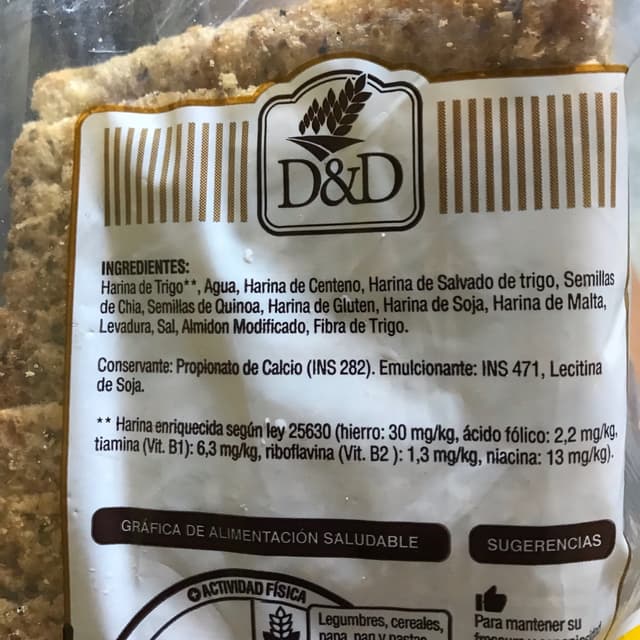 D&D
INGREDIENTES:
Harina de Trigo**, Agua, Harina de Centeno, Harina de Salvado de trigo, Semillas
de Chia, Semillas de Quinoa, Harina de Gluten, Harina de Soja, Harina de Malta,
Levadura, Sal, Almidon Modificado, Fibra de Trigo.
Conservante: Propionato de Calcio (INS 282). Emulcionante: INS 471, Lecitina
de Soja.
** Harina enriquecida según ley 25630 (hierro: 30 mg/kg, ácido fólico: 2,2 mg/kg,
tiamina (Vit. B1): 6,3 mg/kg, riboflavina (Vit. B2 ): 1,3 mg/kg, niacina: 13 mg/kg).
GRÁFICA DE ALIMENTACIÓN SALUDABLE
SUGERENCIAS
ACTIVIDAD FÍSICA
Legumbres, cereales,
papa, pan y pastas
Para mantener su